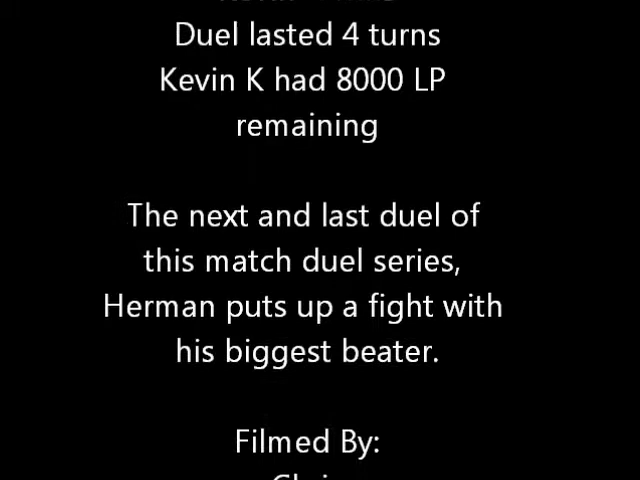 Duel lasted 4 turns
Kevin K had 8000 LP
remaining
The next and last duel of
this match duel series,
Herman puts up a fight with
his biggest beater.
Filmed By: